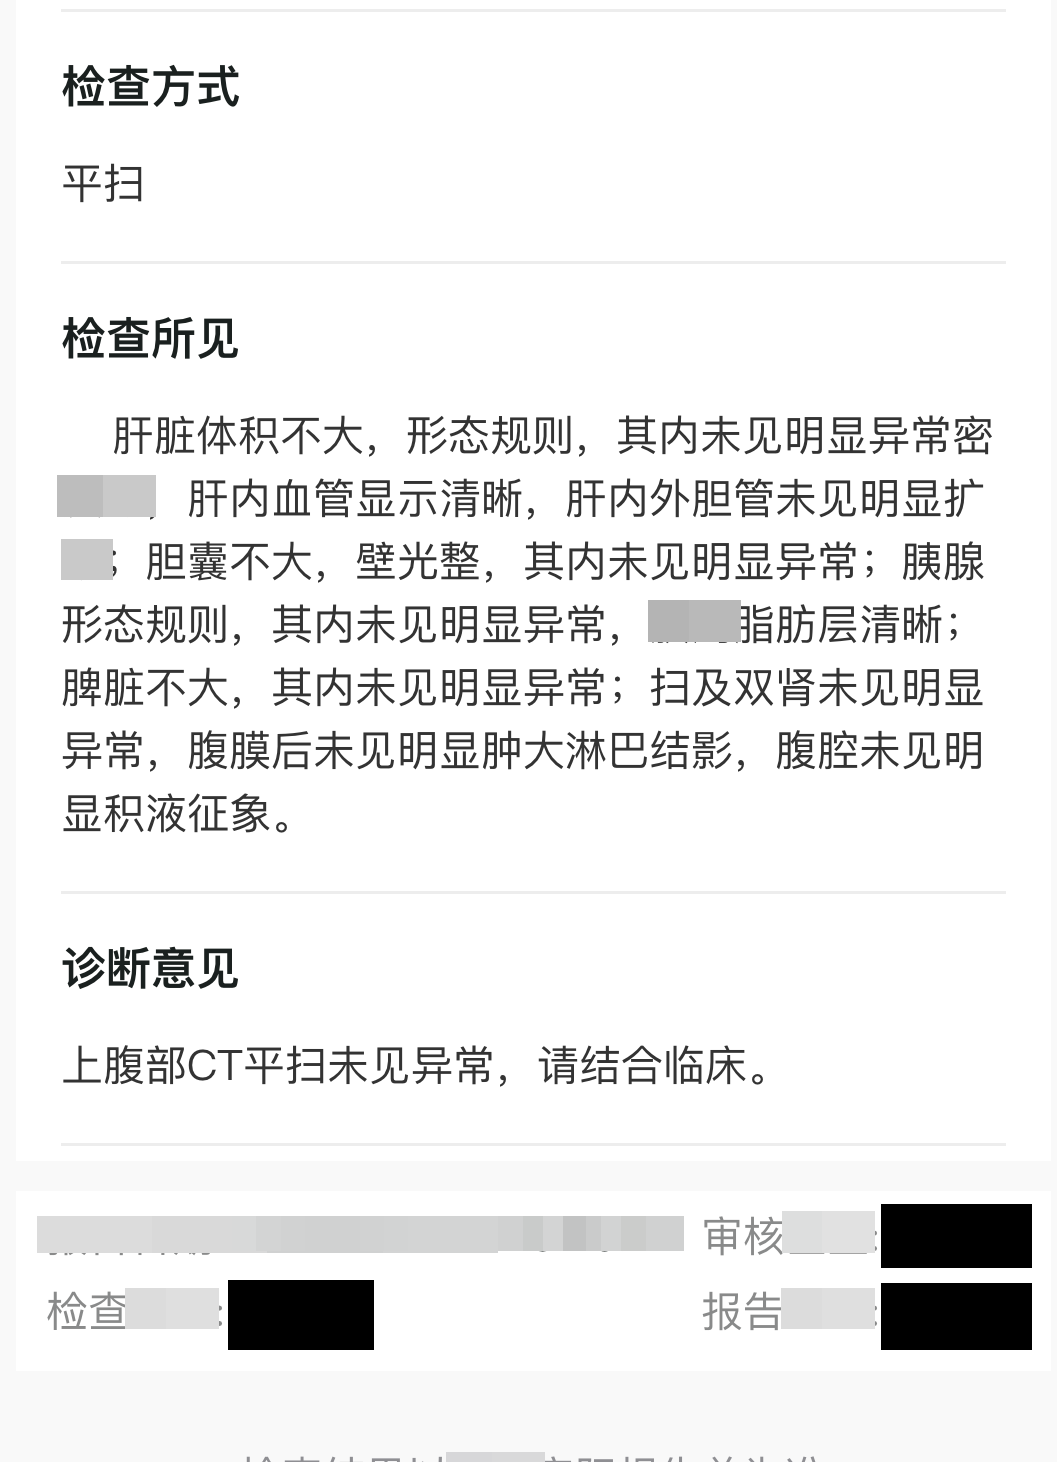 检查方式
平扫
检查所见
肝脏体积不大，形态规则，其内未见明显异常密
，肝内血管显示清晰，肝内外胆管未见明显扩
；胆囊不大，壁光整，其内未见明显异常；胰腺
形态规则，其内未见明显异常，脂肪层清晰；
脾脏不大，其内未见明显异常；扫及双肾未见明显
异常，腹膜后未见明显肿大淋巴结影，腹腔未见明
显积液征象。
诊断意见
上腹部CT平扫未见异常，请结合临床。
审核:
检查:
报告: